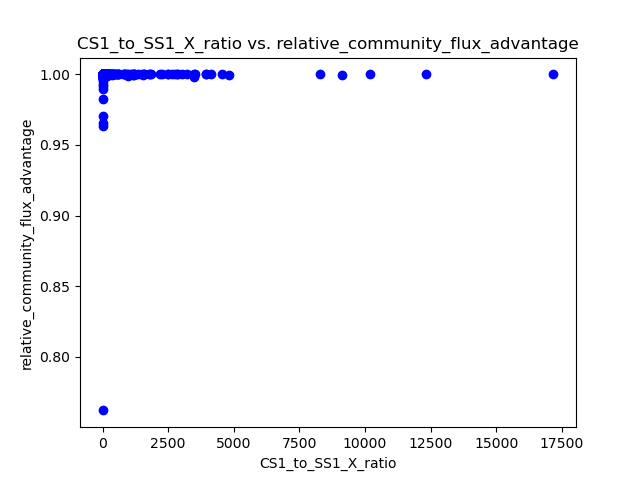 CS1_to_SS1_X_ratio vs. relative_community_flux_advantage
1.00
0.95
0.90
0.85
0.80
relative_community_flux_advantage
0 2500 5000 7500 10000 12500 15000 17500
CS1_to_SS1_X_ratio